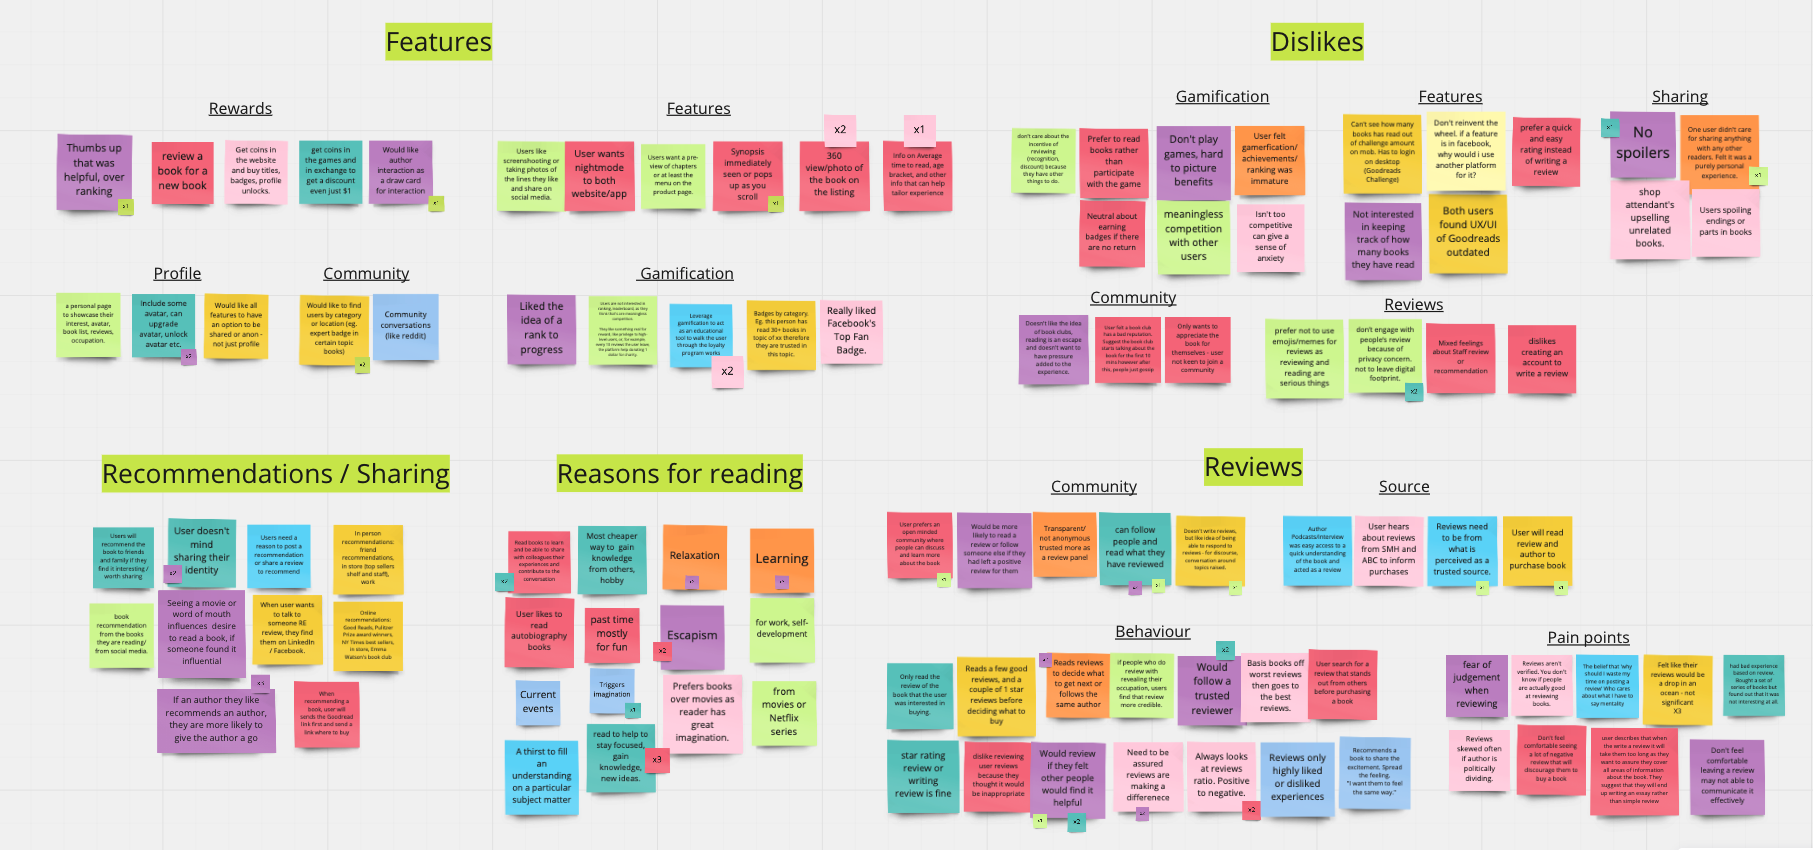 Features
Rewards
Thumbs up
that was
helpful, over
ranking
x1
review a
book for a
new book
Get coins in
the website
and buy titles,
badges, profile
unlocks.
get coins in
the games and
in exchange to
get a discount
even just $1
Would like
author
interaction as
a draw card
for interaction
x1
Features
Users like
screenshooting or
taking photos of
the lines they like
and share on
social media.
User wants
nightmode
to both
website/app
Users want a pre-
view of chapters
or at least the
menu on the
product page.
Synopsis
immediately
seen or pops
up as you
scroll
x1
x2
360
view/photo of
the book on
the listing
x1
Info on Average
time to read, age
bracket, and other
info that can help
tailor experience
Profile
a personal page
to showcase their
interest, avatar,
book list, reviews,
occupation.
Include some
avatar, can
upgrade
avatar, unlock
avatar etc.
x2
Would like all
features to have
an option to be
shared or anon -
not just profile
Community
Would like to find
users by category
or location (eg.
expert badge in
certain topic
books)
x2
Community
conversations
(like reddit)
Gamification
Liked the
idea of a
rank to
progress
Leverage
gamification to act
as an educational
tool to walk the user
through the loyalty
program works
x2
Badges by category.
Eg. this person has
read 30+ books in
topic of xx therefore
they are trusted in
this topic.
Really liked
Facebook's
Top Fan
Badge.
Dislikes
Gamification
don't care about the
incentive of
reviewing
(recognition,
discount) because
they have other
things to do.
Prefer to read
books rather
than
participate
with the game
Don't play
games, hard
to picture
benefits
User felt
gamerfication/
achievements/
ranking was
immature
Neutral about
earning
badges if there
are no return
meaningless
competition
with other
users
Isn't too
competitive
can give a
sense of
anxiety
Features
Can't see how many
books has read out
of challenge amount
on mob. Has to login
on desktop
(Goodreads
Challenge)
Don't reinvent the
wheel. if a feature
is in facebook,
why would i use
another platform
for it?
prefer a quick
and easy
rating instead
of writing a
review
Not interested
in keeping
track of how
many books
they have read
Both users
found UX/UI
of Goodreads
outdated
Sharing
No
spoilers
One user didn't care
for sharing anything
with any other
readers. Felt it was a
purely personal
experience.
x1
shop
attendant's
upselling
unrelated
books.
Users spoiling
endings or
parts in books
Community
Doesn't like the idea
of book clubs,
reading is an escape
and doesn't want to
have pressure
added to the
experience.
User felt a book club
has a bad reputation.
Suggest the book club
starts talking about the
book for the first 10
mins however after
this, people just gossip
Only wants to
appreciate the
book for
themselves - user
not keen to join a
community
Reviews
prefer not to use
emojis/memes for
reviews as
reviewing and
reading are
serious things
don't engage with
people's review
because of
privacy concern.
not to leave digital
footprint.
x2
Mixed feelings
about Staff review
or
recommendation
dislikes
creating an
account to
write a review
Recommendations / Sharing
Users will
recommend the
book to friends
and family if they
find it interesting /
worth sharing
User doesn't
mind
sharing their
identity
x2
Users need a
reason to post a
recommendation
or share a review
to recommend
In person
recommendations:
friend
recommendations,
in store (top sellers
shelf and staff),
work
book
recommendation
from the books
they are reading/
from social media.
Seeing a movie or
word of mouth
influences desire
to read a book, if
someone found it
influential
When user wants
to talk to
someone RE
review, they find
them on LinkedIn
/ Facebook.
Online
recommendations:
Good Reads, Pulitzer
Prize award winners,
NY Times best sellers,
in store, Emma
Watson's book club
If an author they like
recommends an author,
they are more likely to
give the author a go
When
recommending a
book, user will
sends the Goodread
link first and send a
link where to buy
Reasons for reading
Read books to learn
and be able to share
with colleagues their
experiences and
contribute to the
conversation
Most cheaper
way to gain
knowledge
from others,
hobby
Relaxation
Learning
User likes to
read
autobiography
books
past time
mostly
for fun
Escapism
x2
for work, self-
development
Current
events
Triggers
imagination
x1
Prefers books
over movies as
reader has
great
imagination.
from
movies or
Netflix
series
A thirst to fill
an
understanding
on a particular
subject matter
read to help to
stay focused,
gain
knowledge,
new ideas.
x3
Reviews
Community
User prefers an
open minded
community where
people can discuss
and learn more
about the book
Would be more
likely to read a
review or follow
someone else if they
had left a positive
review for them
Transparent/
not anonymous
trusted more as
a review panel
can follow
people and
read what they
have reviewed
Doesn't write reviews,
but like idea of being
able to respond to
reviews - for discourse,
conversation around
topics raised.
Source
Author
Podcasts/interview
was easy access to a
quick understanding
of the book and
acted as a review
User hears
about reviews
from SMH and
ABC to inform
purchases
Reviews need
to be from
what is
perceived as a
trusted source.
User will read
review and
author to
purchase book
Behaviour
Only read the
review of the
book that the user
was interested in
buying.
Reads a few good
reviews, and a
couple of 1 star
reviews before
deciding what to
buy
Reads reviews
to decide what
to get next or
follows the
same author
if people who do
review with
revealing their
occupation, users
find that review
more credible.
x2
Would
follow a
trusted
reviewer
Basis books off
worst reviews
then goes to
the best
reviews.
User search for a
review that stands
out from others
before purchasing
a book
star rating
review or
writing
review is fine
dislike reviewing
user reviews
because they
thought it would
be inappropriate
Would review
if they felt
other people
would find it
helpful
x1
x2
Need to be
assured
reviews are
making a
differenece
Always looks
at reviews
ratio. Positive
to negative.
x2
Reviews only
highly liked
or disliked
experiences
Recommends a
book to share the
excitement. Spread
the feeling.
"I want them to feel
the same way."
Pain points
fear of
judgement
when
reviewing
Reviews aren't
verified. You don't
know if people
are actually good
at reviewing
books.
The belief that 'why
should i waste my
time on posting a
review' Who cares
about what I have to
say mentality
Felt like their
reviews would be
a drop in an
ocean - not
significant
X3
had bad experience
based on review.
Bought a set of
series of books but
found out that it was
not interesting at all.
Reviews
skewed often
if author is
politically
dividing.
Don't feel
comfortable seeing
a lot of negative
review that will
discourage them to
buy a book
user describes that when
the write a review it will
take them too long as they
want to assure they cover
all areas of information
about the book. They
suggest that they will end
up writing an essay rather
than simple review
Don't feel
comfortable
leaving a review
may not able to
communicate it
effectively